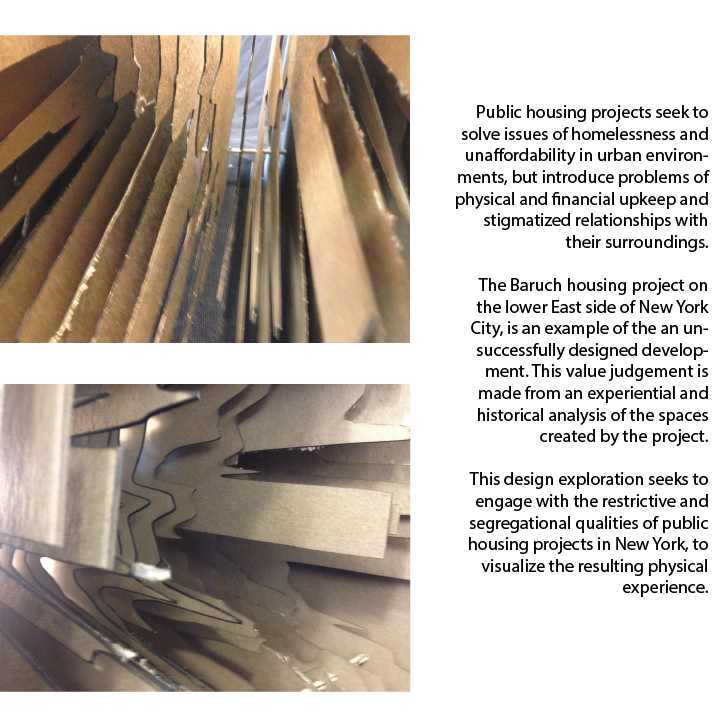 Public housing projects seek to
solve issues of homelessness and
unaffordability in urban environ-
ments, but introduce problems of
physical and financial upkeep and
stigmatized relationships with
their surroundings.
The Baruch housing project on
the lower East side of New York
City, is an example of the an un-
successfully designed develop-
ment. This value judgement is
made from an experiential and
historical analysis of the spaces
created by the project.
This design exploration seeks to
engage with the restrictive and
segregational qualities of public
housing projects in New York, to
visualize the resulting physical
experience.